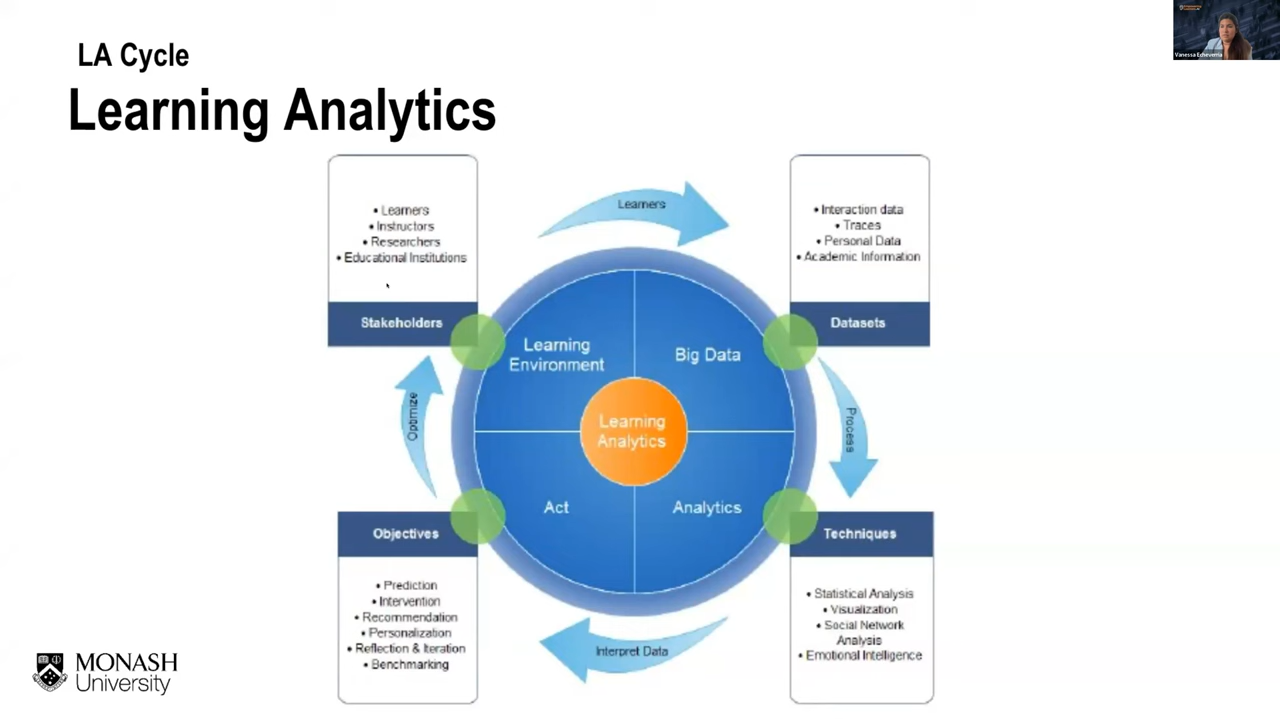 LA Cycle
Learning Analytics
Vanessa Echeverria
• Learners
• Instructors
• Researchers
• Educational Institutions
Stakeholders
Learners
• Interaction data
• Traces
• Personal Data
• Academic Information
Datasets
Learning
Environment
Big Data
Learning
Analytics
Act
Analytics
Optimize
Process
Objectives
• Prediction
• Intervention
• Recommendation
• Personalization
• Reflection & Iteration
• Benchmarking
Interpret Data
Techniques
• Statistical Analysis
• Visualization
• Social Network
Analysis
• Emotional Intelligence
MONASH
University